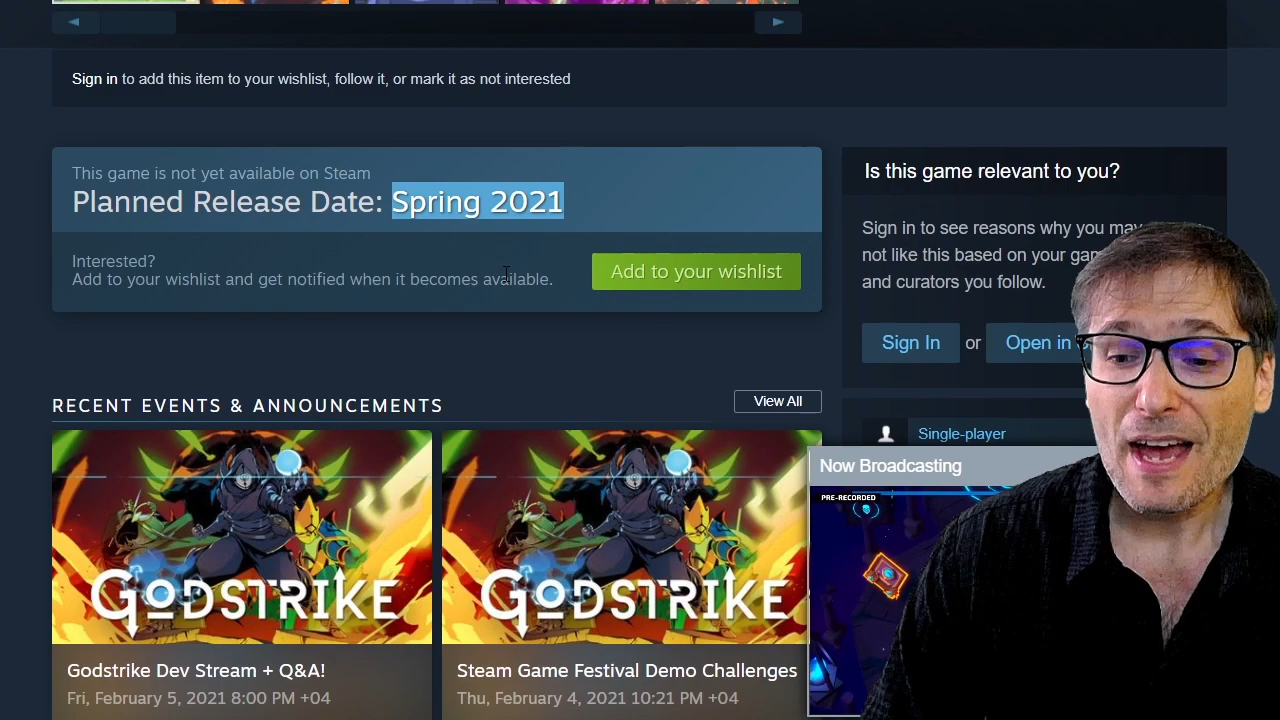 Sign in to add this item to your wishlist, follow it, or mark it as not interested
This game is not yet available on Steam
Planned Release Date: Spring 2021
Interested?
Add to your wishlist and get notified when it becomes available.
Add to your wishlist
Is this game relevant to you?
Sign in to see reasons why you may
not like this based on your
and curators you follow.
Sign In or Open in
Single-player
RECENT EVENTS & ANNOUNCEMENTS
View All
Now Broadcasting
PRE-RECORDED
GODSTRIKE
GODSTRIKE
Godstrike Dev Stream + Q&A!
Fri, February 5, 2021 8:00 PM +04
Steam Game Festival Demo Challenges
Thu, February 4, 2021 10:21 PM +04